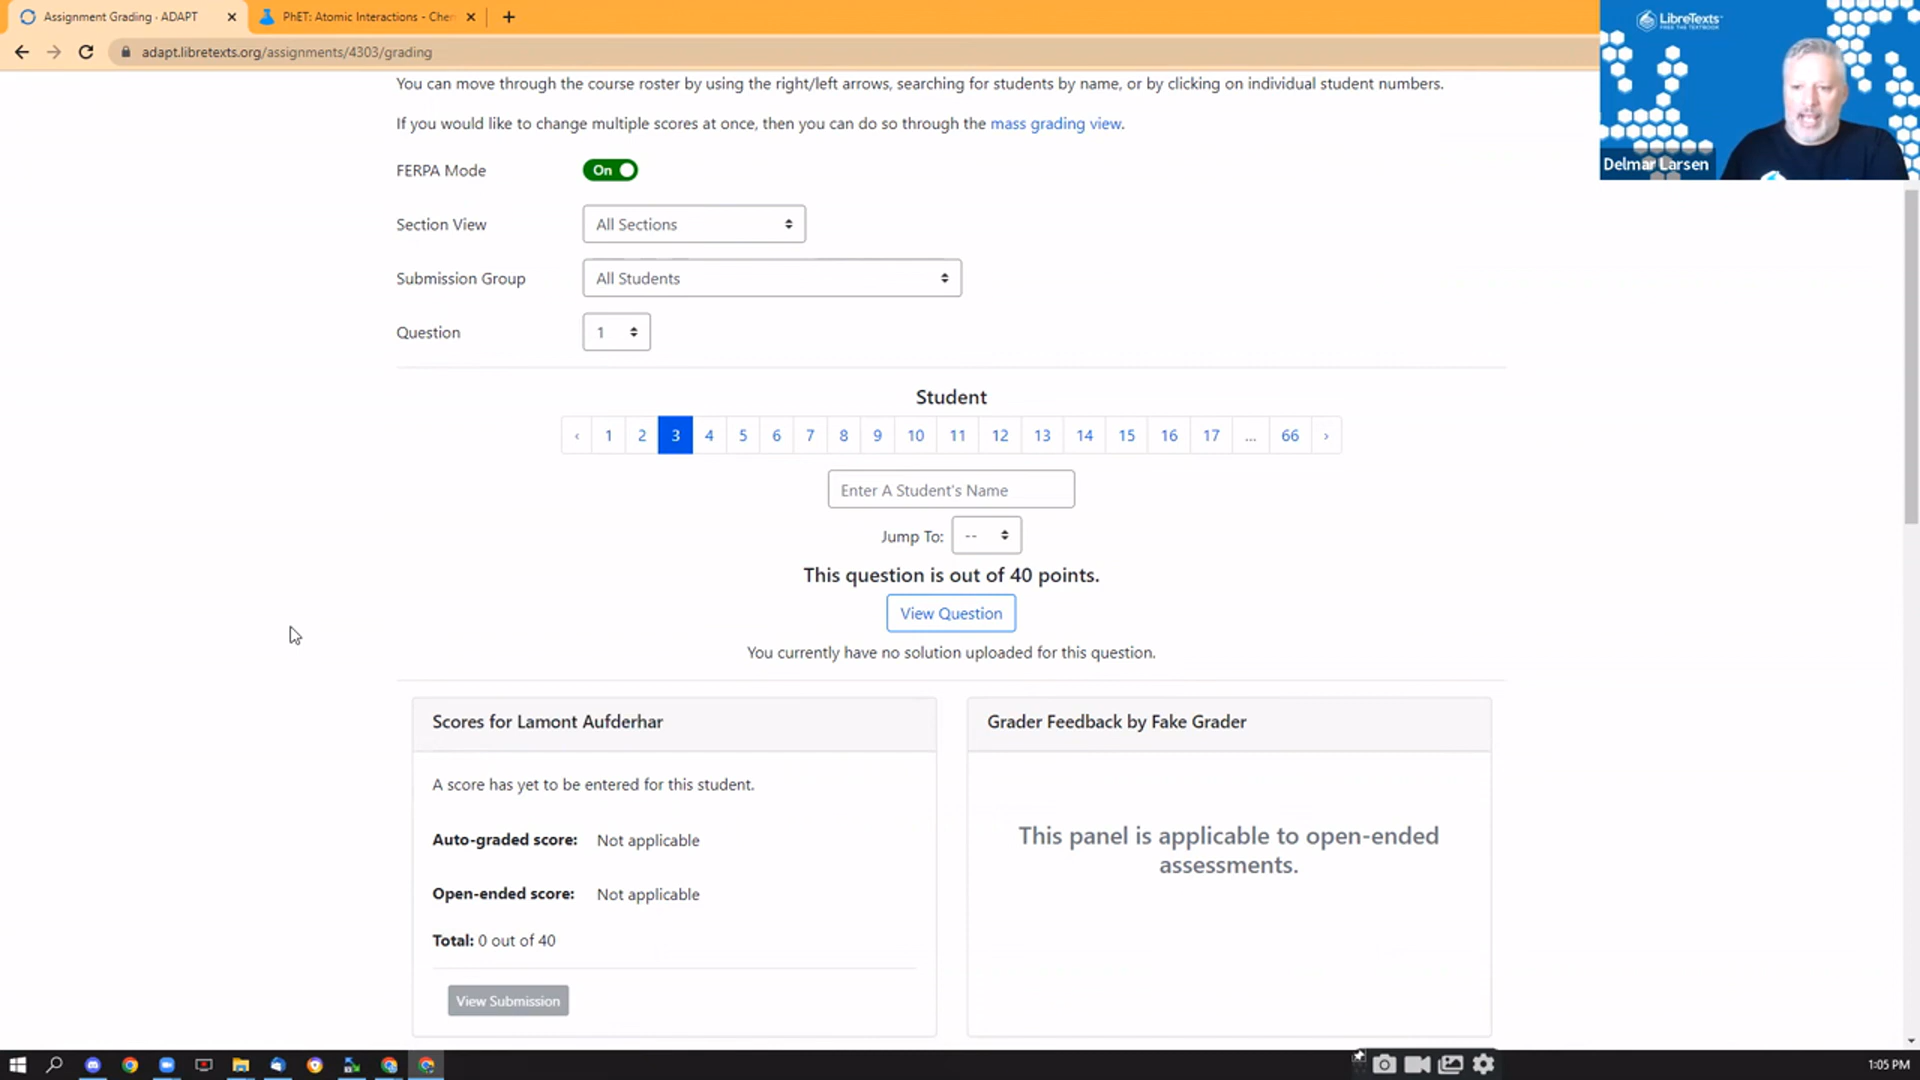 Assignment Grading · ADAPT
PhET: Atomic Interactions - Chem
adapt.libretexts.org/assignments/4303/grading
LibreTexts
FREE THE TEXTBOOK
Delmar Larsen
You can move through the course roster by using the right/left arrows, searching for students by name, or by clicking on individual student numbers.
If you would like to change multiple scores at once, then you can do so through the mass grading view.
FERPA Mode On
Section View All Sections
Submission Group All Students
Question 1
Student
‹ 1 2 3 4 5 6 7 8 9 10 11 12 13 14 15 16 17 ... 66 ›
Enter A Student's Name
Jump To: --
This question is out of 40 points.
View Question
You currently have no solution uploaded for this question.
Scores for Lamont Aufderhar
A score has yet to be entered for this student.
Auto-graded score: Not applicable
Open-ended score: Not applicable
Total: 0 out of 40
View Submission
Grader Feedback by Fake Grader
This panel is applicable to open-ended
assessments.
1:05 PM